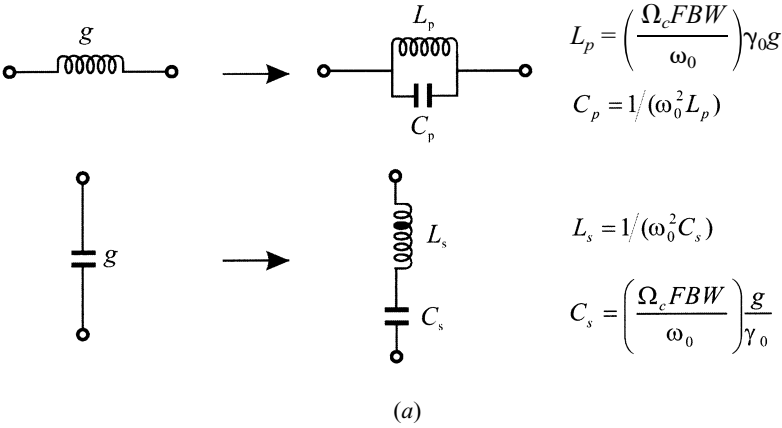 g
L_p
C_p
L_p = (Ω_c FBW / ω_0) γ_0 g
C_p = 1/(ω_0^2 L_p)
g
L_s
C_s
L_s = 1/(ω_0^2 C_s)
C_s = (Ω_c FBW / ω_0) g / γ_0
(a)